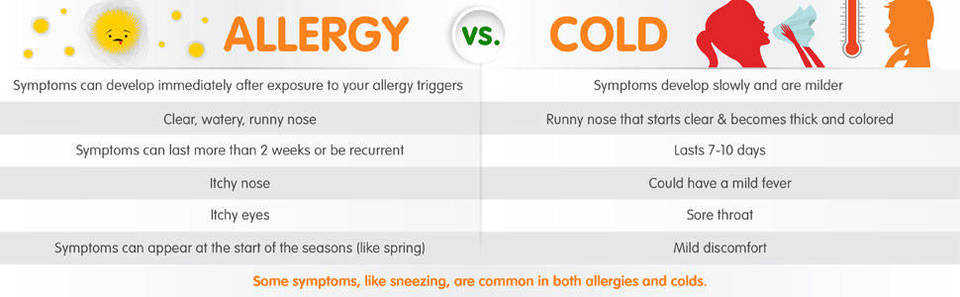 ALLERGY vs. COLD
Symptoms can develop immediately after exposure to your allergy triggers
Symptoms develop slowly and are milder
Clear, watery, runny nose
Runny nose that starts clear & becomes thick and colored
Symptoms can last more than 2 weeks or be recurrent
Lasts 7-10 days
Itchy nose
Could have a mild fever
Itchy eyes
Sore throat
Symptoms can appear at the start of the seasons (like spring)
Mild discomfort
Some symptoms, like sneezing, are common in both allergies and colds.